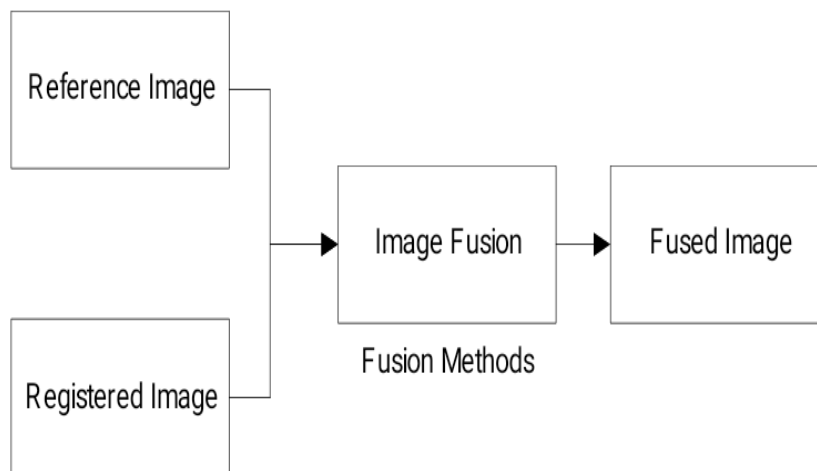 Reference Image
Image Fusion
Fused Image
Fusion Methods
Registered Image